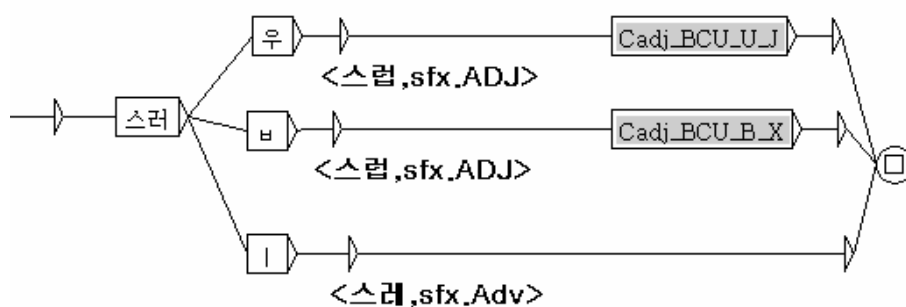 우 Cadj_BCU_U_J
<스럽,sfx.ADJ>
스러
ㅂ Cadj_BCU_B_X
<스럽,sfx.ADJ>
ㅣ
<스레,sfx.Adv>